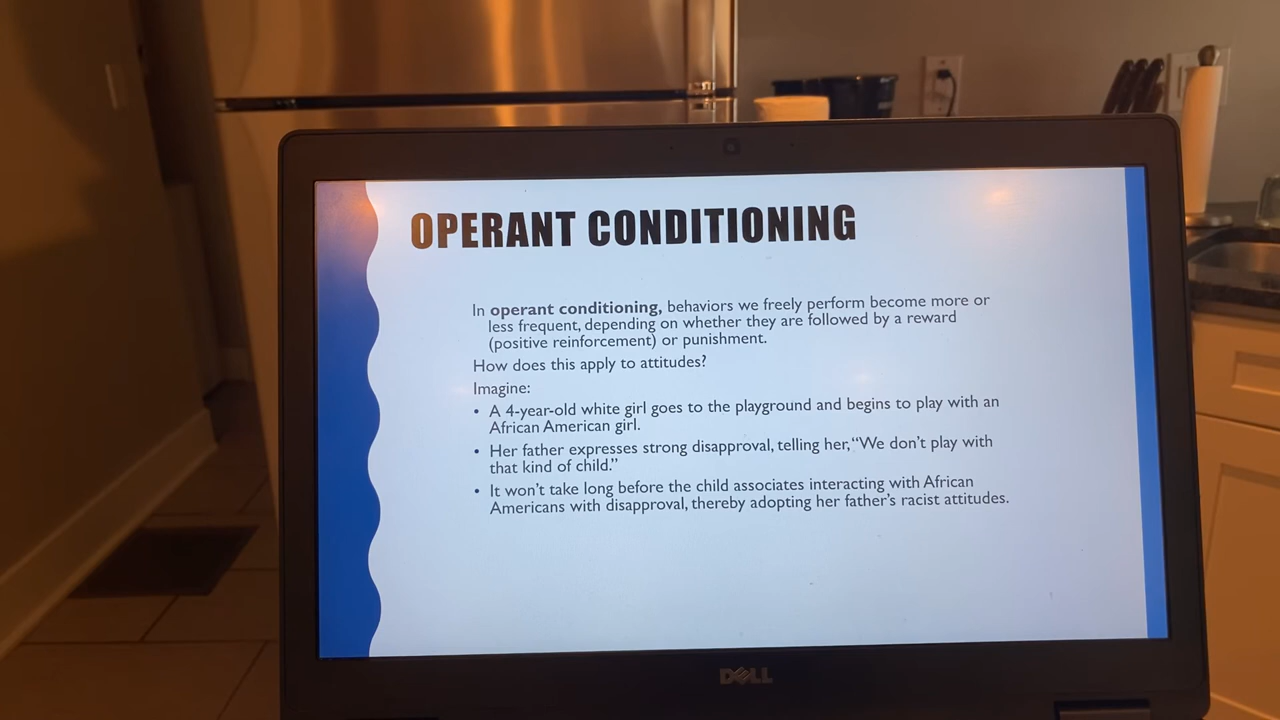 OPERANT CONDITIONING
In operant conditioning, behaviors we freely perform become more or
less frequent, depending on whether they are followed by a reward
(positive reinforcement) or punishment.
How does this apply to attitudes?
Imagine:
• A 4-year-old white girl goes to the playground and begins to play with an
African American girl.
• Her father expresses strong disapproval, telling her, “We don’t play with
that kind of child.”
• It won’t take long before the child associates interacting with African
Americans with disapproval, thereby adopting her father’s racist attitudes.
DELL